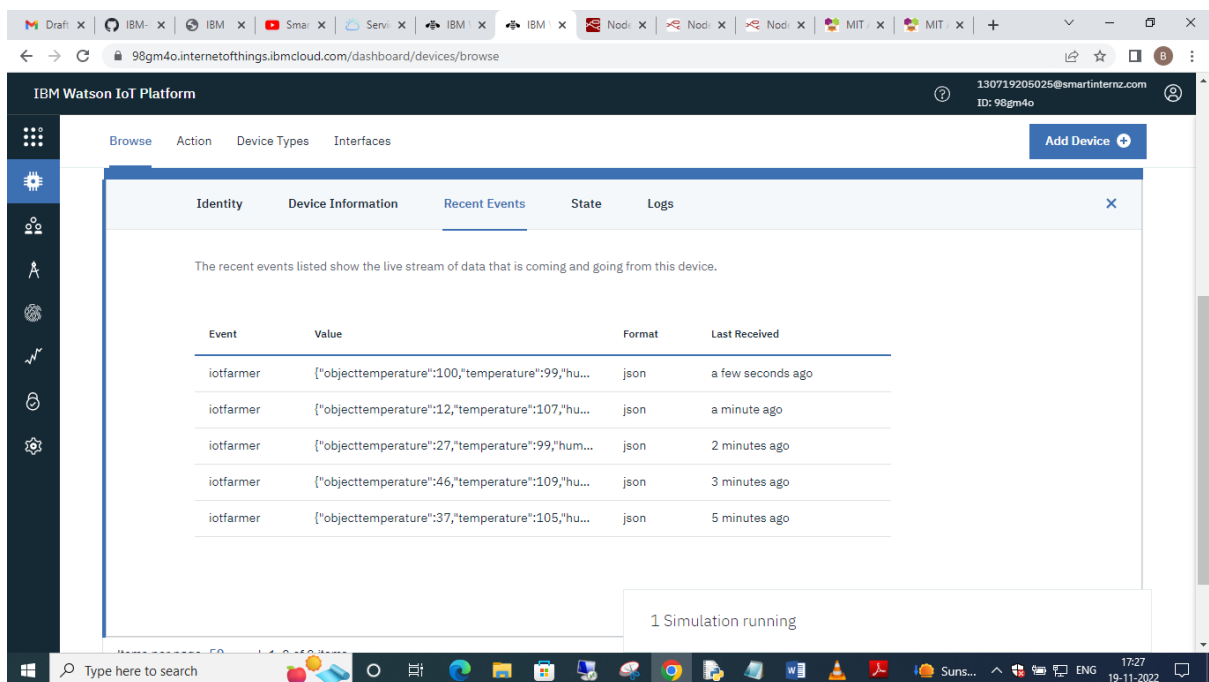 Draft
IBM-
IBM
Smar
Servi
IBM
IBM
Node
Node
Node
MIT
MIT
98gm4o.internetofthings.ibmcloud.com/dashboard/devices/browse
B
IBM Watson IoT Platform
130719205025@smartinternz.com
ID: 98gm4o
Browse Action Device Types Interfaces
Add Device
Identity Device Information Recent Events State Logs
The recent events listed show the live stream of data that is coming and going from this device.
Event Value Format Last Received
iotfarmer {"objecttemperature":100,"temperature":99,"hu... json a few seconds ago
iotfarmer {"objecttemperature":12,"temperature":107,"hu... json a minute ago
iotfarmer {"objecttemperature":27,"temperature":99,"hum... json 2 minutes ago
iotfarmer {"objecttemperature":46,"temperature":109,"hu... json 3 minutes ago
iotfarmer {"objecttemperature":37,"temperature":105,"hu... json 5 minutes ago
1 Simulation running
Type here to search
Suns...
ENG
17:27
19-11-2022